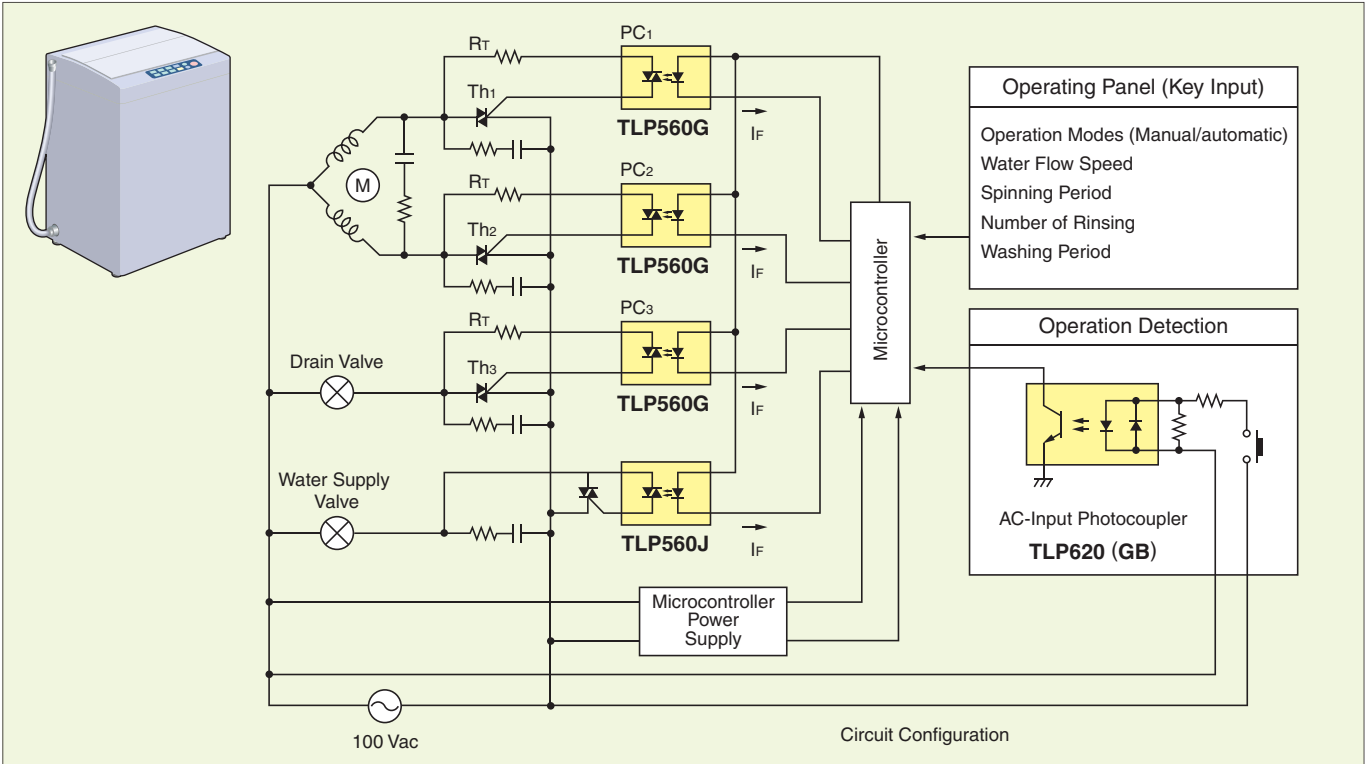 PC1
RT
Th1
TLP560G
IF
M
PC2
RT
Th2
TLP560G
IF
PC3
RT
Th3
TLP560G
IF
Drain Valve
Water Supply
Valve
TLP560J
IF
Microcontroller
Microcontroller
Power
Supply
100 Vac
Operating Panel (Key Input)
Operation Modes (Manual/automatic)
Water Flow Speed
Spinning Period
Number of Rinsing
Washing Period
Operation Detection
AC-Input Photocoupler
TLP620 (GB)
Circuit Configuration